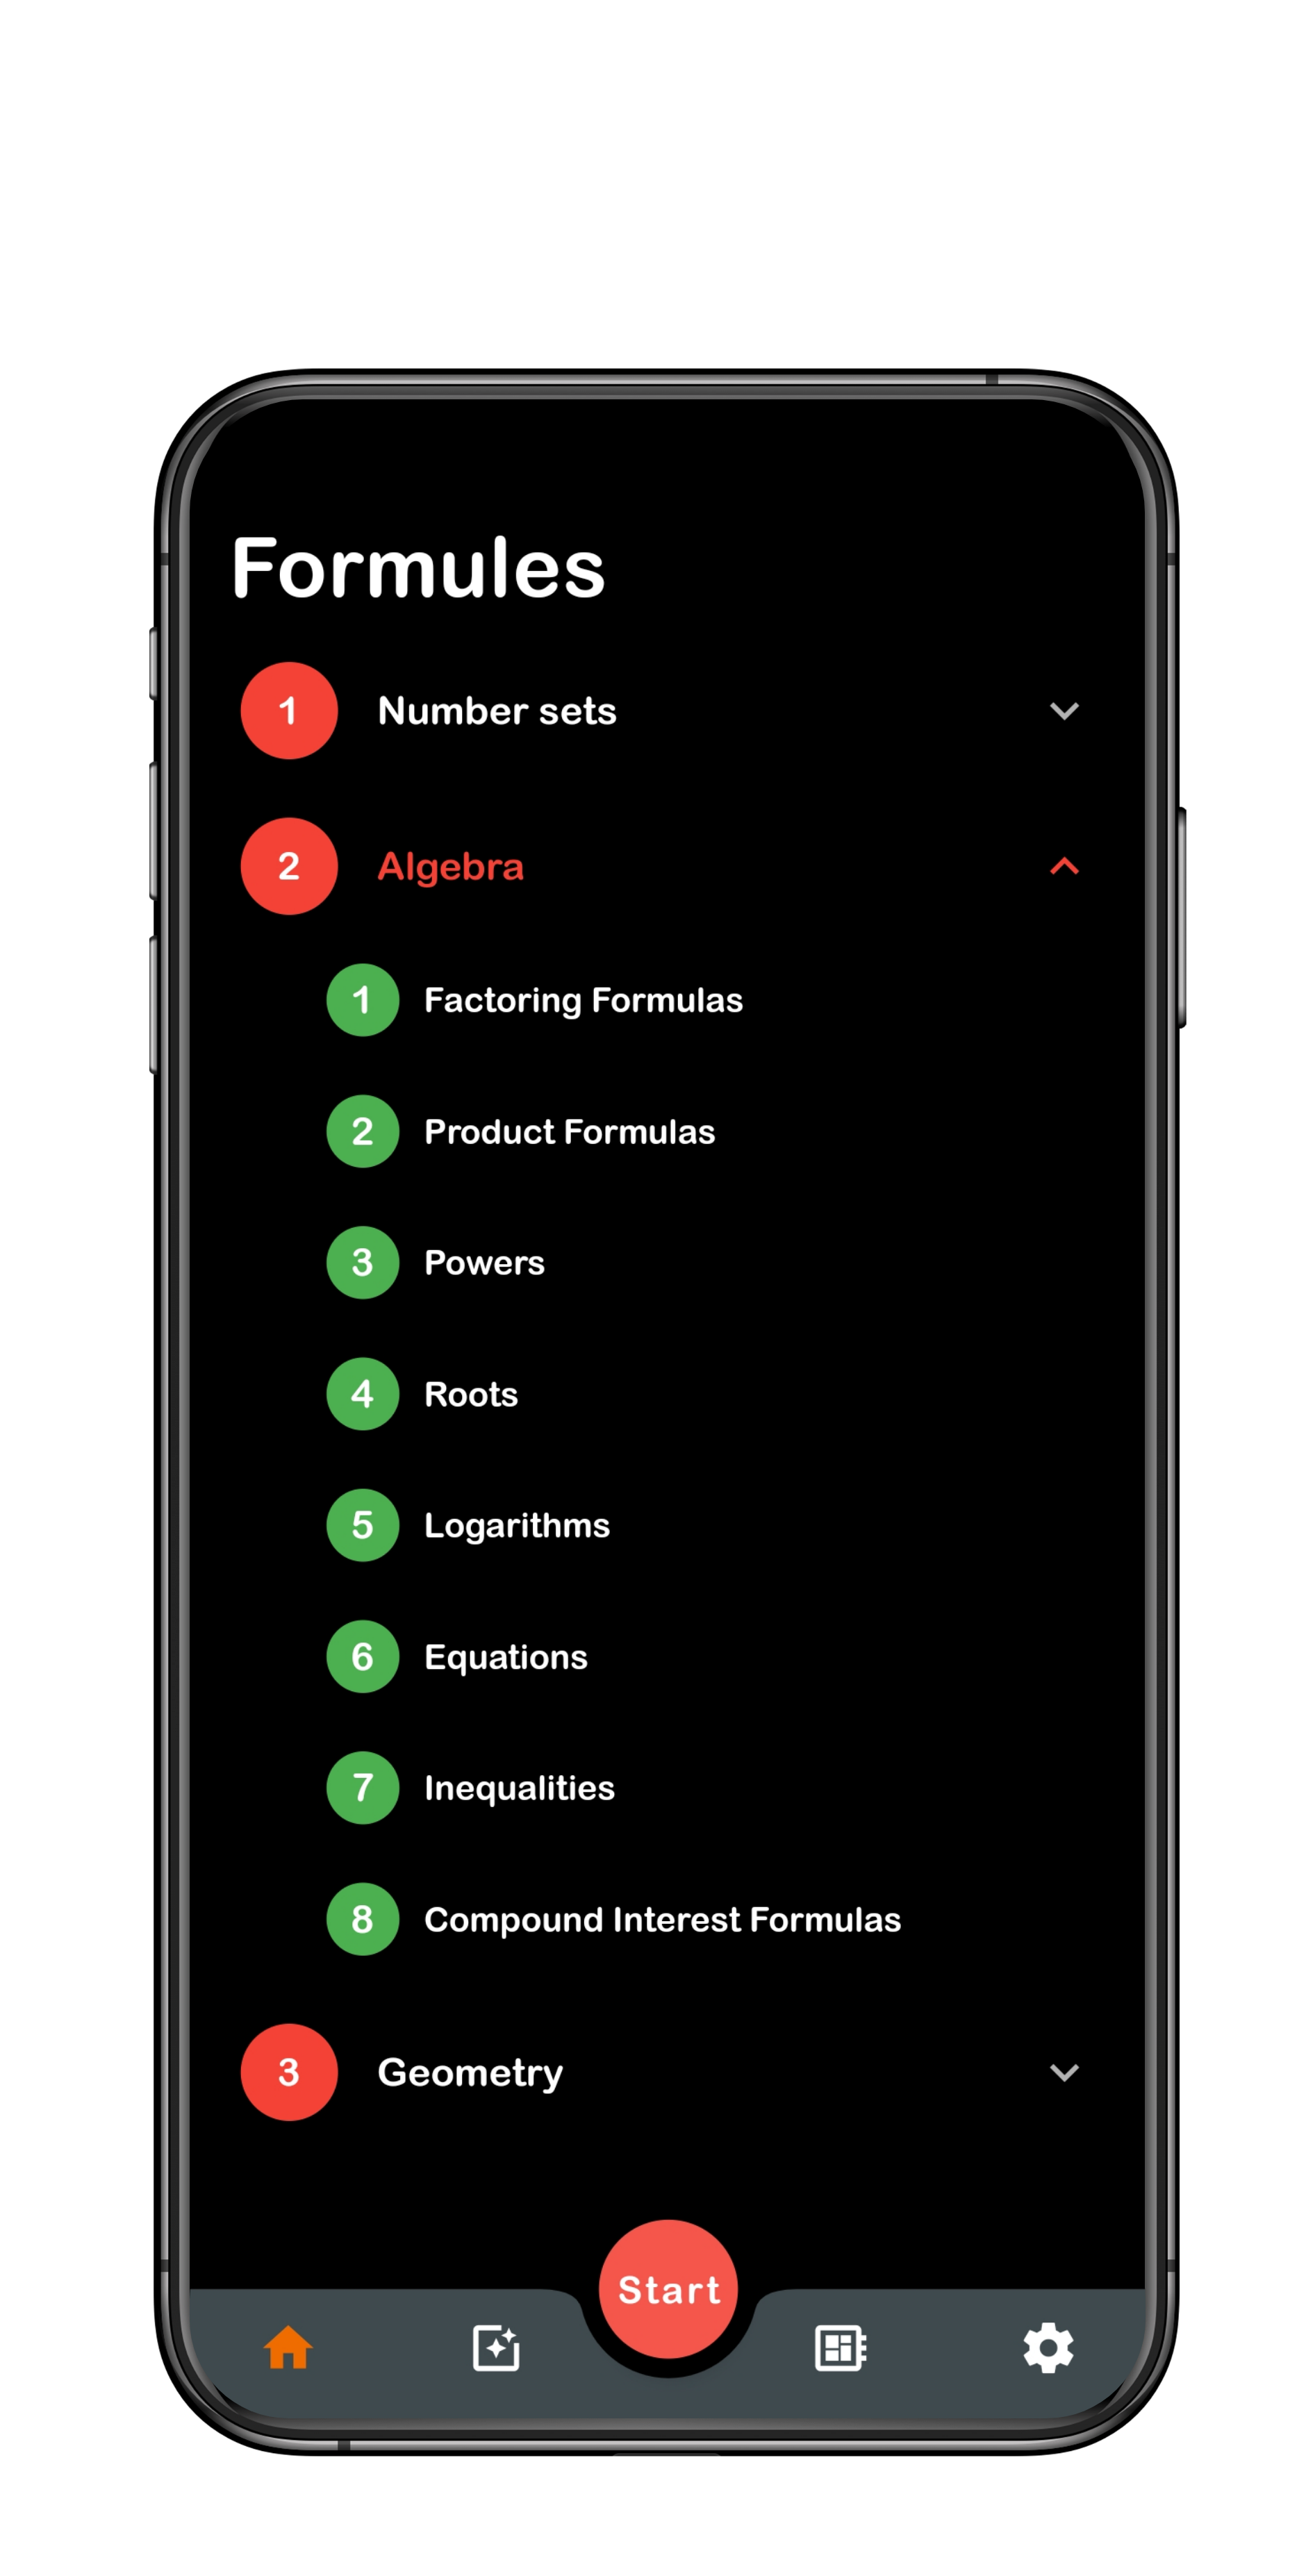 Formules
1 Number sets
2 Algebra
1 Factoring Formulas
2 Product Formulas
3 Powers
4 Roots
5 Logarithms
6 Equations
7 Inequalities
8 Compound Interest Formulas
3 Geometry
Start